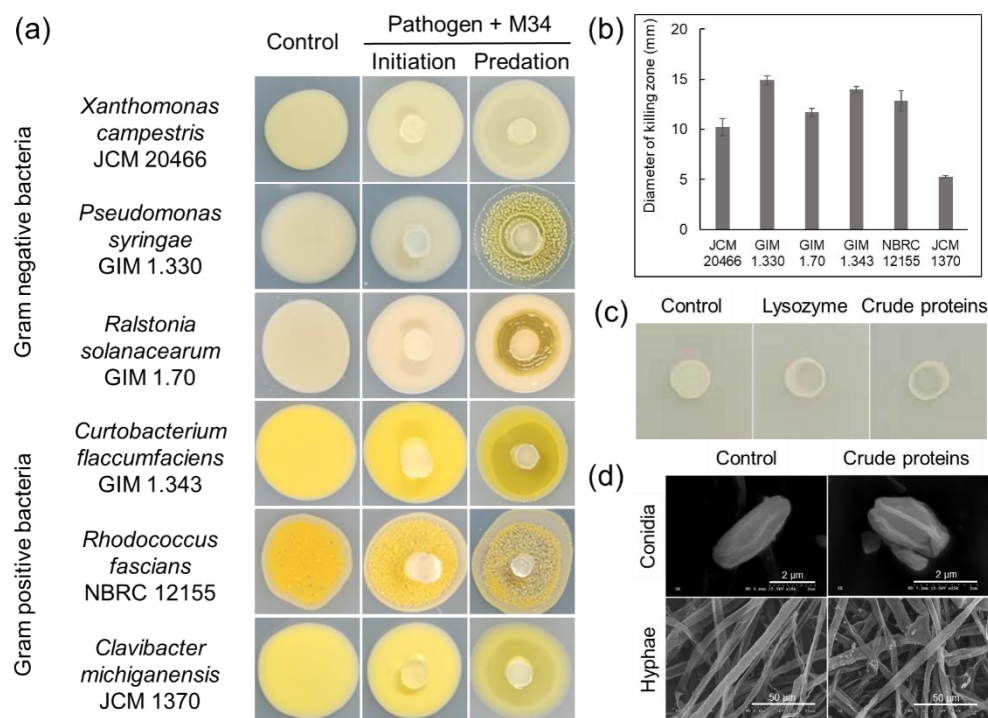 (a)
Control
Pathogen + M34
Initiation
Predation
Gram negative bacteria
Xanthomonas
campestris
JCM 20466
Pseudomonas
syringae
GIM 1.330
Ralstonia
solanacearum
GIM 1.70
Gram positive bacteria
Curtobacterium
flaccumfaciens
GIM 1.343
Rhodococcus
fascians
NBRC 12155
Clavibacter
michiganensis
JCM 1370
(b)
Diameter of killing zone (mm)
20
15
10
5
0
JCM
20466
GIM
1.330
GIM
1.70
GIM
1.343
NBRC
12155
JCM
1370
(c)
Control
Lysozyme
Crude proteins
(d)
Control
Crude proteins
Conidia
2 µm
2 µm
Hyphae
50 µm
50 µm